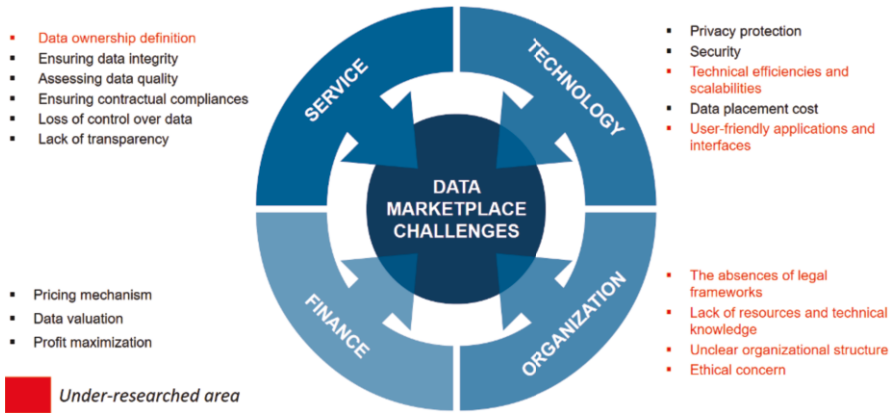 Data ownership definition
Ensuring data integrity
Assessing data quality
Ensuring contractual compliances
Loss of control over data
Lack of transparency
SERVICE
TECHNOLOGY
Privacy protection
Security
Technical efficiencies and
scalabilities
Data placement cost
User-friendly applications and
interfaces
DATA
MARKETPLACE
CHALLENGES
Pricing mechanism
Data valuation
Profit maximization
FINANCE
ORGANIZATION
The absences of legal
frameworks
Lack of resources and technical
knowledge
Unclear organizational structure
Ethical concern
Under-researched area